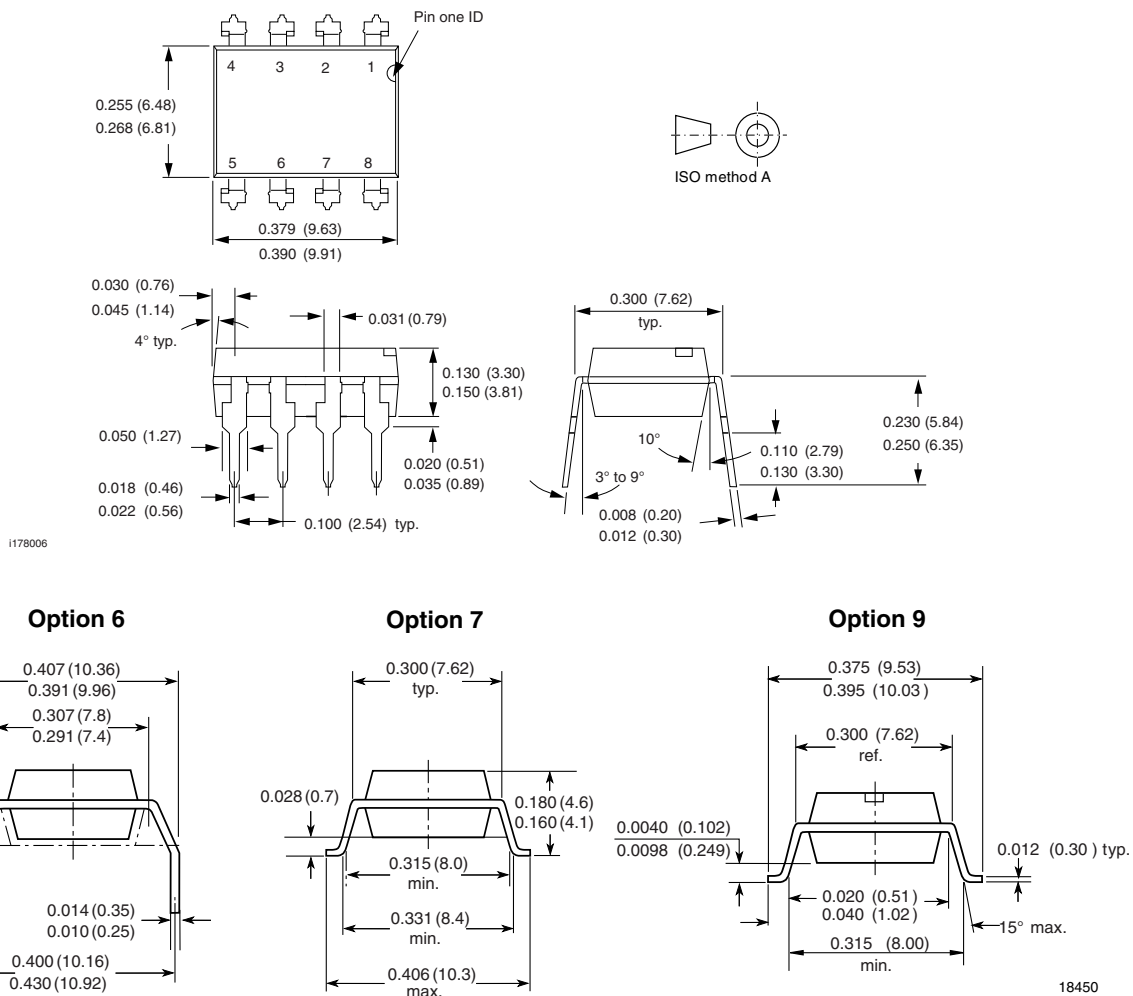 Pin one ID
4 3 2 1
0.255 (6.48)
0.268 (6.81)
5 6 7 8
ISO method A
0.379 (9.63)
0.390 (9.91)
0.030 (0.76)
0.045 (1.14)
4° typ.
0.031 (0.79)
0.130 (3.30)
0.150 (3.81)
0.050 (1.27)
0.020 (0.51)
0.035 (0.89)
0.018 (0.46)
0.022 (0.56)
0.100 (2.54) typ.
i178006
0.300 (7.62)
typ.
0.230 (5.84)
0.250 (6.35)
10°
0.110 (2.79)
0.130 (3.30)
3° to 9°
0.008 (0.20)
0.012 (0.30)
Option 6
0.407 (10.36)
0.391 (9.96)
0.307 (7.8)
0.291 (7.4)
0.014 (0.35)
0.010 (0.25)
0.400 (10.16)
0.430 (10.92)
Option 7
0.300 (7.62)
typ.
0.028 (0.7)
0.180 (4.6)
0.160 (4.1)
0.315 (8.0)
min.
0.331 (8.4)
min.
0.406 (10.3)
max.
Option 9
0.375 (9.53)
0.395 (10.03 )
0.300 (7.62)
ref.
0.0040 (0.102)
0.0098 (0.249)
0.012 (0.30 ) typ.
0.020 (0.51)
0.040 (1.02)
15° max.
0.315 (8.00)
min.
18450